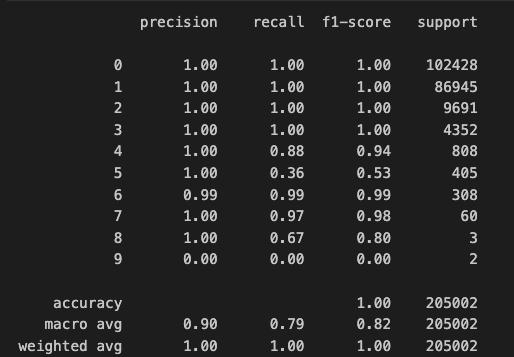 precision recall f1-score support
0 1.00 1.00 1.00 102428
1 1.00 1.00 1.00 86945
2 1.00 1.00 1.00 9691
3 1.00 1.00 1.00 4352
4 1.00 0.88 0.94 808
5 1.00 0.36 0.53 405
6 0.99 0.99 0.99 308
7 1.00 0.97 0.98 60
8 1.00 0.67 0.80 3
9 0.00 0.00 0.00 2
accuracy 1.00 205002
macro avg 0.90 0.79 0.82 205002
weighted avg 1.00 1.00 1.00 205002